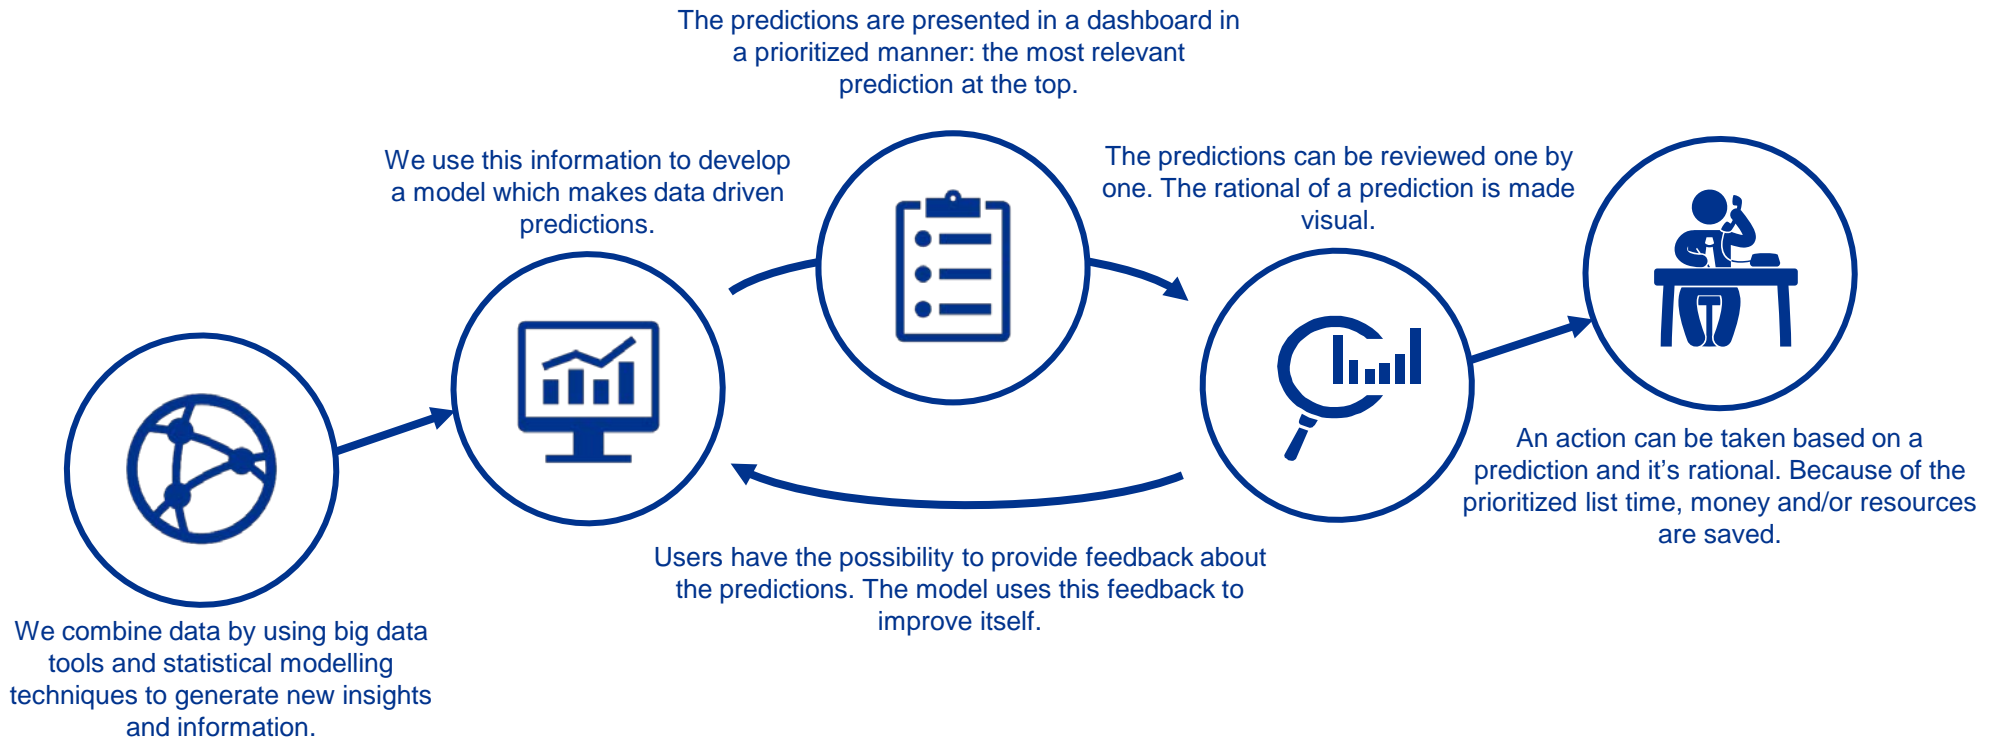 The predictions are presented in a dashboard in
a prioritized manner: the most relevant
prediction at the top.
We use this information to develop
a model which makes data driven
predictions.
The predictions can be reviewed one by
one. The rational of a prediction is made
visual.
An action can be taken based on a
prediction and it’s rational. Because of the
prioritized list time, money and/or resources
are saved.
Users have the possibility to provide feedback about
the predictions. The model uses this feedback to
improve itself.
We combine data by using big data
tools and statistical modelling
techniques to generate new insights
and information.